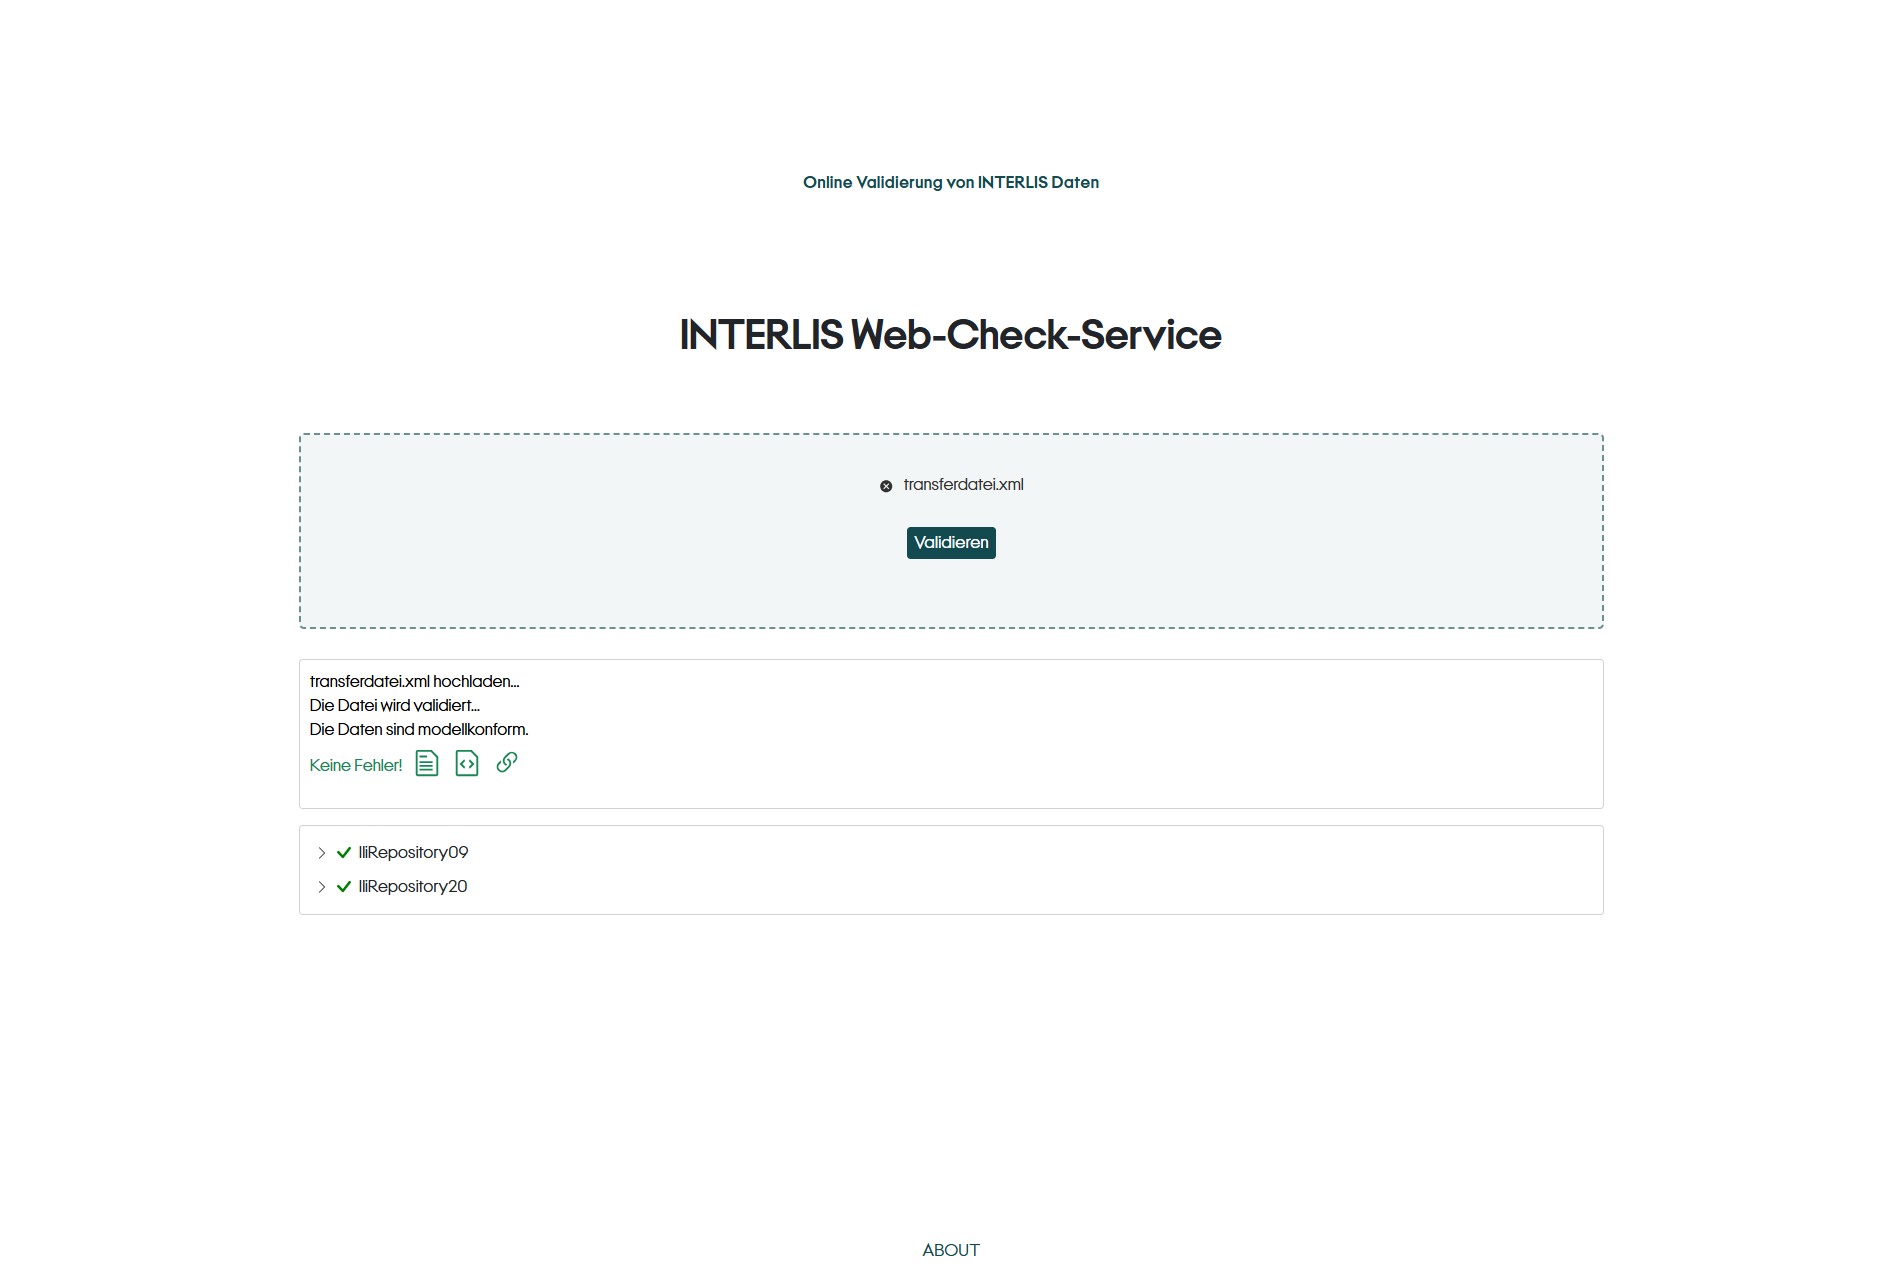 Online Validierung von INTERLIS Daten
INTERLIS Web-Check-Service
transferdatei.xml
Validieren
transferdatei.xml hochladen...
Die Datei wird validiert...
Die Daten sind modellkonform.
Keine Fehler!
IliRepository09
IliRepository20
ABOUT